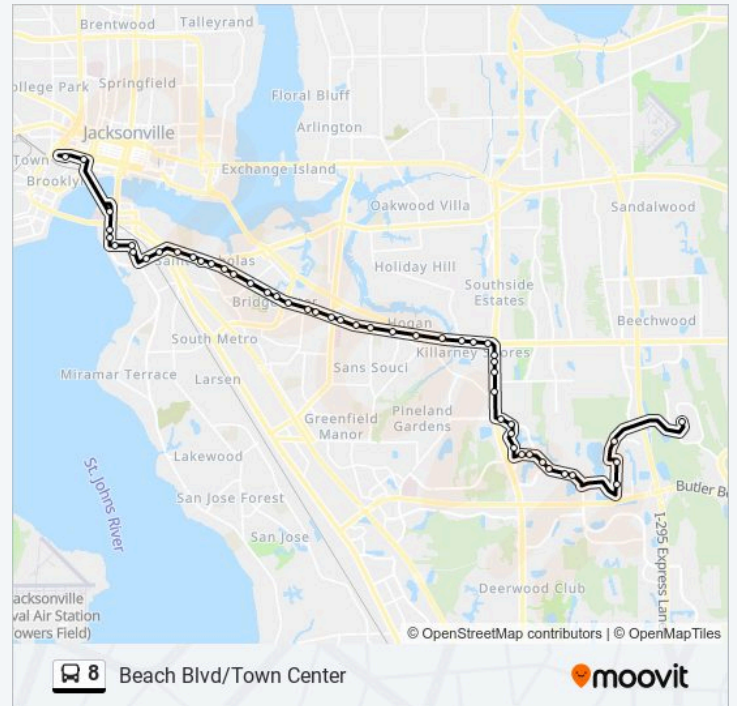 Brentwood
Talleyrand
ollege Park
Springfield
Floral Bluff
Jacksonville
Arlington
Town
Exchange Island
Brooklyn
Oakwood Villa
Sandalwood
Holiday Hill
Southside
Estates
Beechwood
South Metro
Hogan
Killarney Shores
Sans Souci
Miramar Terrace
Larsen
Greenfield
Manor
Pineland
Gardens
Lakewood
St. Johns River
San Jose Forest
Butler B
San Jose
I-295 Express Lan
Deerwood Club
acksonville
val Air Station
owers Field)
© OpenStreetMap contributors | © OpenMapTiles
8 Beach Blvd/Town Center
moovit